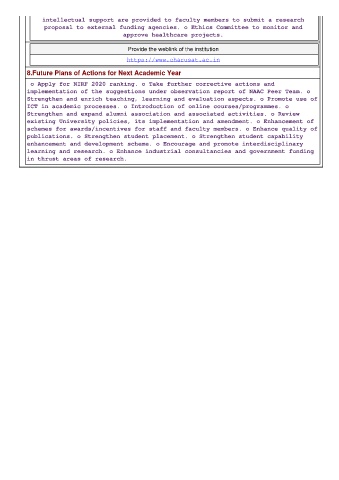 intellectual support are provided to faculty members to submit a research
proposal to external funding agencies. o Ethics Committee to monitor and
approve healthcare projects.
Provide the weblink of the institution
https://www.charusat.ac.in
8.Future Plans of Actions for Next Academic Year
o Apply for NIRF 2020 ranking. o Take further corrective actions and
implementation of the suggestions under observation report of NAAC Peer Team. o
Strengthen and enrich teaching, learning and evaluation aspects. o Promote use of
ICT in academic processes. o Introduction of online courses/programmes. o
Strengthen and expand alumni association and associated activities. o Review
existing University policies, its implementation and amendment. o Enhancement of
schemes for awards/incentives for staff and faculty members. o Enhance quality of
publications. o Strengthen student placement. o Strengthen student capability
enhancement and development scheme. o Encourage and promote interdisciplinary
learning and research. o Enhance industrial consultancies and government funding
in thrust areas of research.